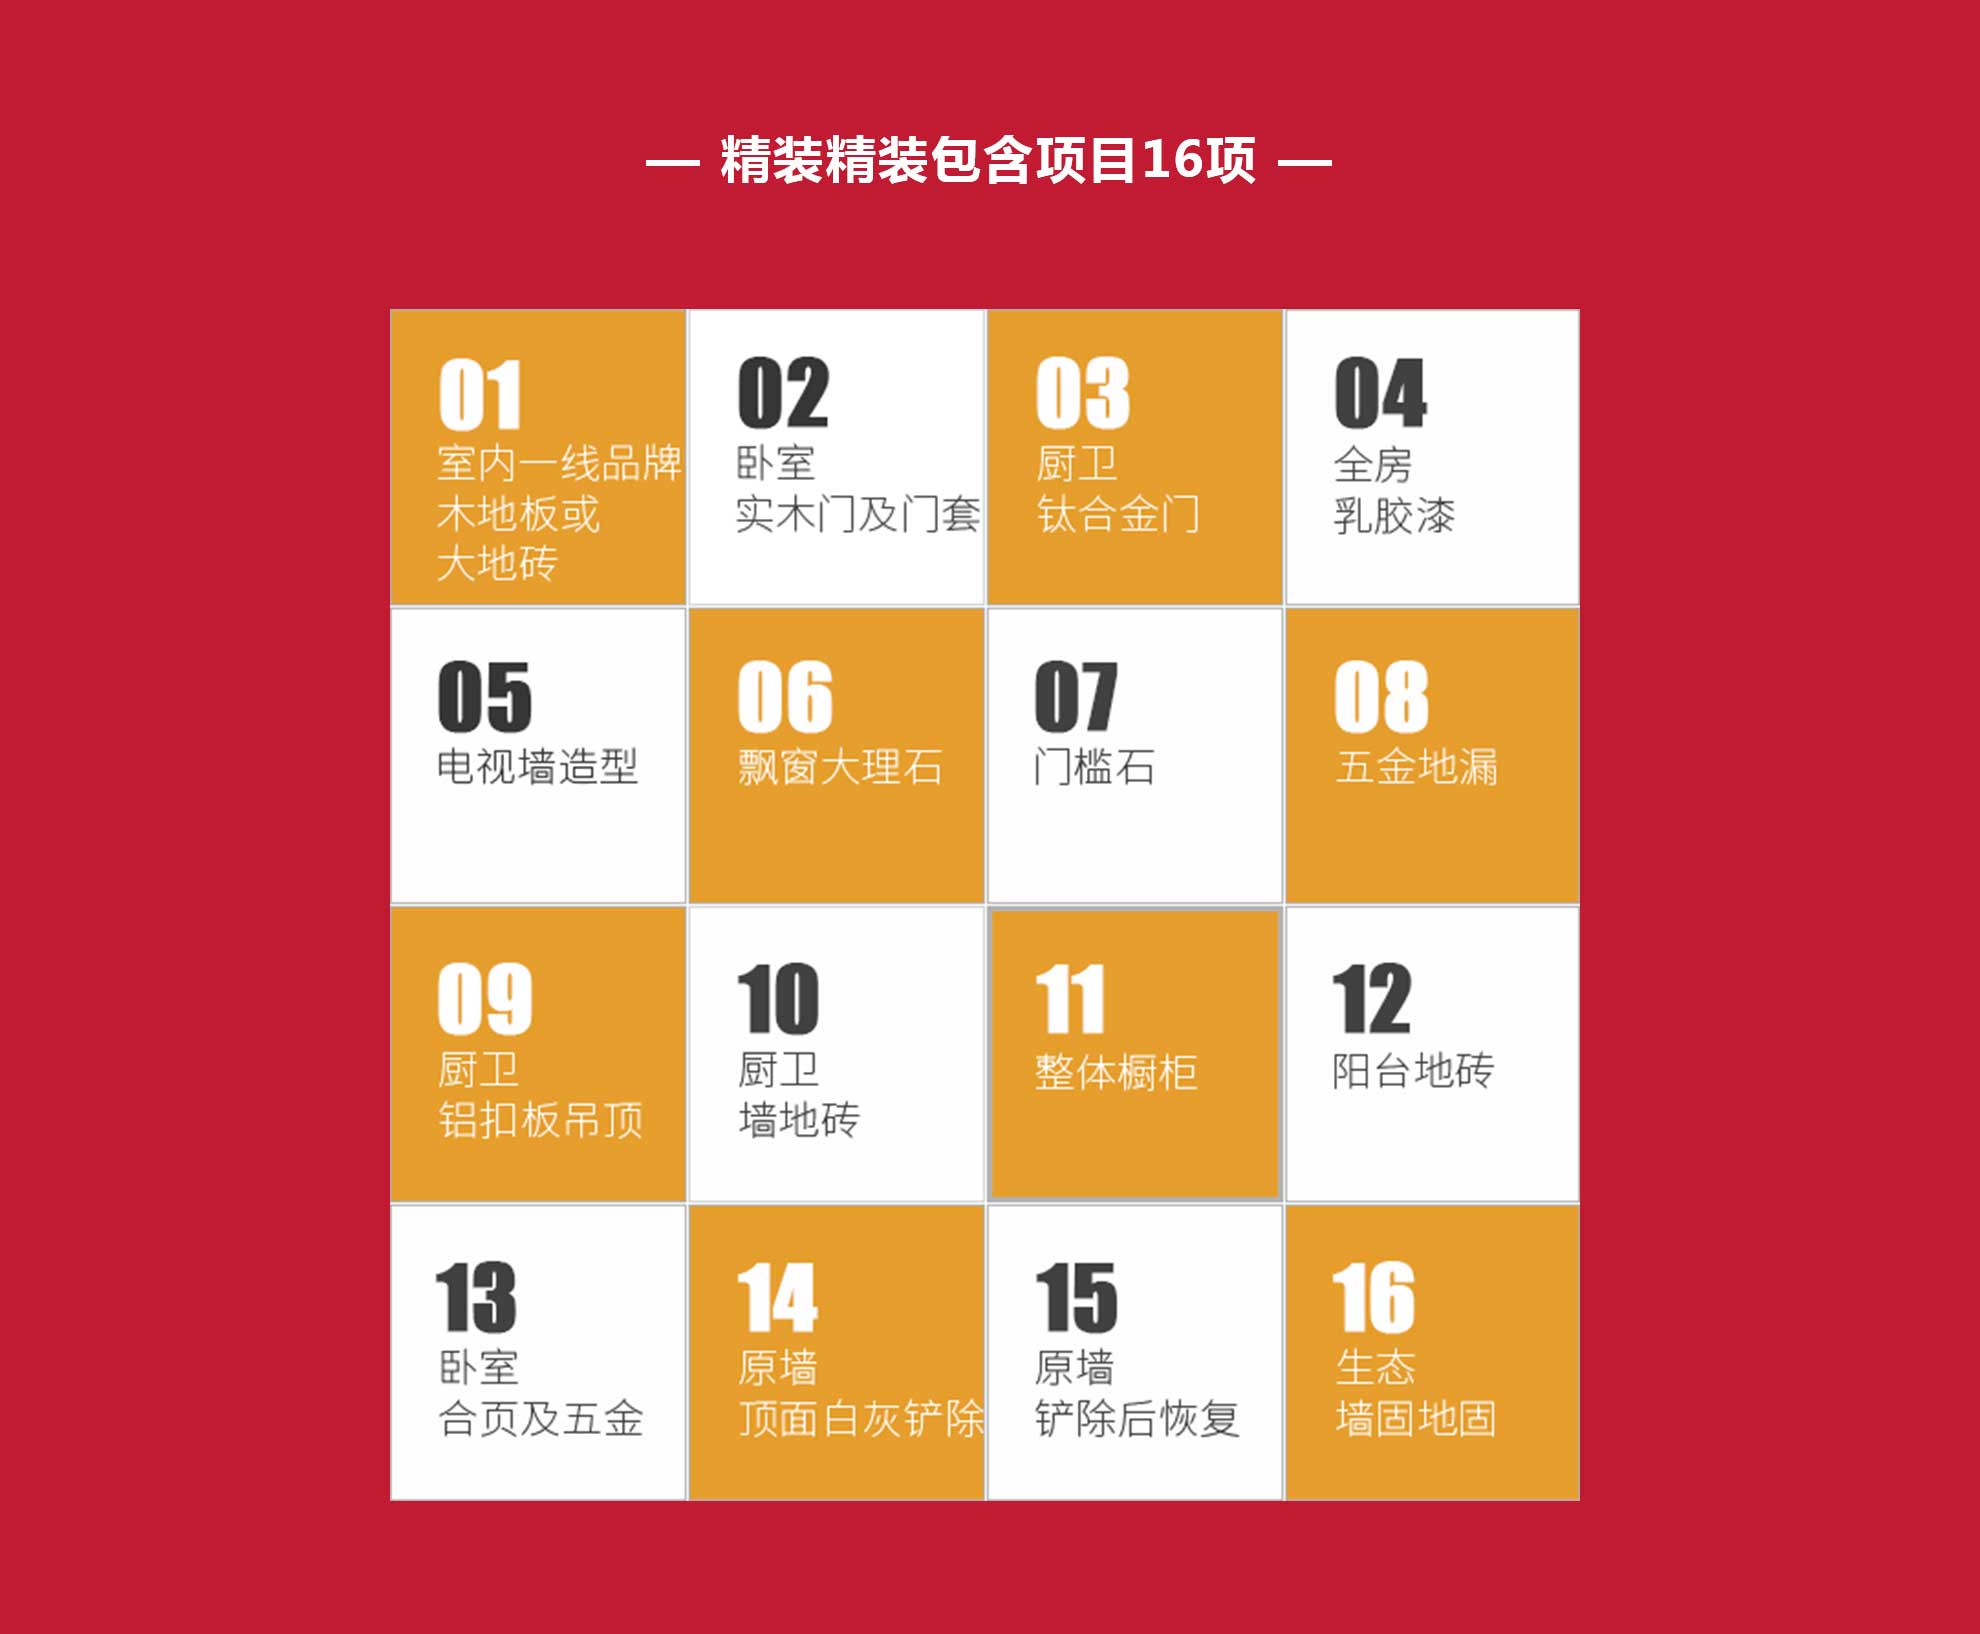 — 精装精装包含项目16项 —
01
室内一线品牌
木地板或
大地砖
02
卧室
实木门及门套
03
厨卫
钛合金门
04
全房
乳胶漆
05
电视墙造型
06
飘窗大理石
07
门槛石
08
五金地漏
09
厨卫
铝扣板吊顶
10
厨卫
墙地砖
11
整体橱柜
12
阳台地砖
13
卧室
合页及五金
14
原墙
顶面白灰铲除
15
原墙
铲除后恢复
16
生态
墙固地固